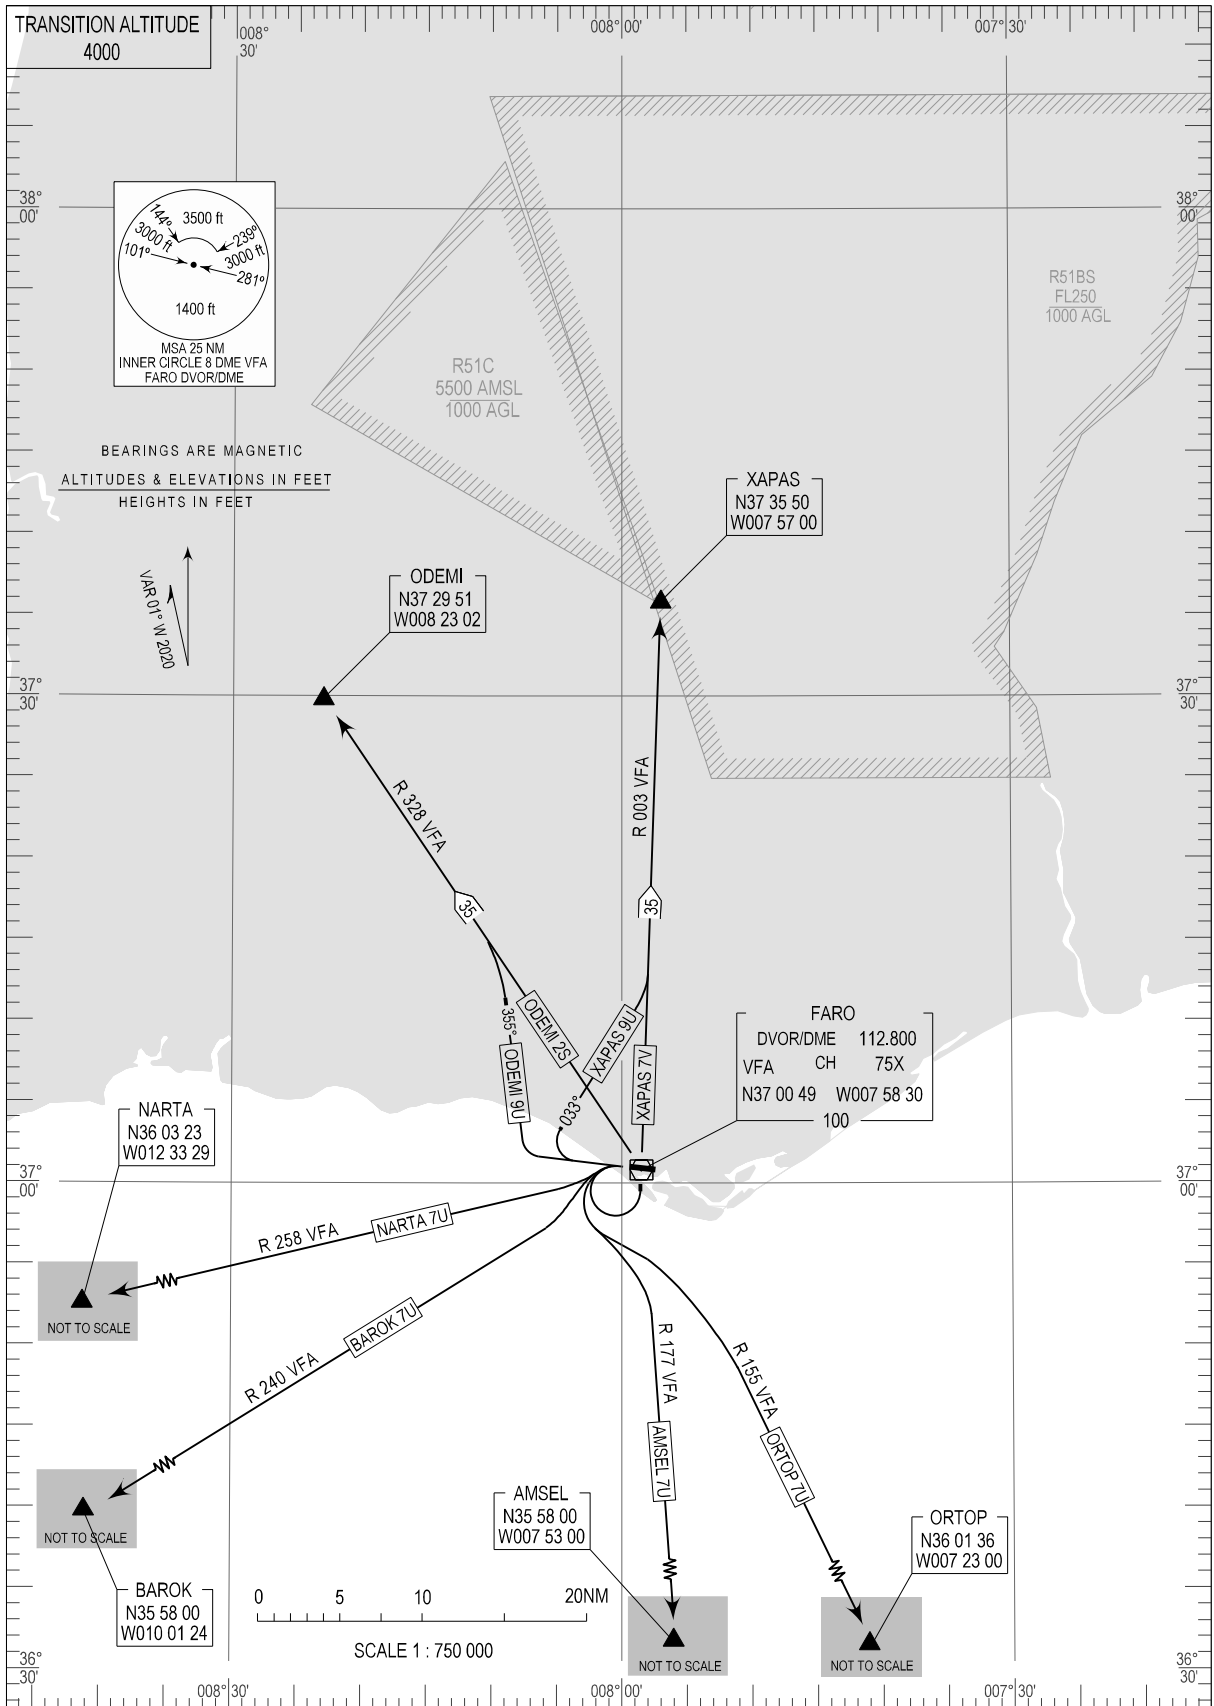 TRANSITION ALTITUDE
4000
008°
30'
008° 00'
007° 30'
38°
00'
38°
00'
144°
3500 ft
239°
3000 ft
3000 ft
101°
281°
1400 ft
MSA 25 NM
INNER CIRCLE 8 DME VFA
FARO DVOR/DME
R51BS
FL250
1000 AGL
R51C
5500 AMSL
1000 AGL
BEARINGS ARE MAGNETIC
ALTITUDES & ELEVATIONS IN FEET
HEIGHTS IN FEET
VAR 01° W 2020
XAPAS
N37 35 50
W007 57 00
ODEMI
N37 29 51
W008 23 02
37°
30'
37°
30'
R 328 VFA
R 003 VFA
35
35
355°
ODEMI 9U
ODEMI 2S
XAPAS 9U
033°
XAPAS 7V
FARO
DVOR/DME 112.800
VFA CH 75X
N37 00 49 W007 58 30
100
NARTA
N36 03 23
W012 33 29
37°
00'
37°
00'
R 258 VFA
NARTA 7U
NOT TO SCALE
R 240 VFA
BAROK 7U
R 177 VFA
AMSEL 7U
R 155 VFA
ORTOP 7U
NOT TO SCALE
BAROK
N35 58 00
W010 01 24
AMSEL
N35 58 00
W007 53 00
ORTOP
N36 01 36
W007 23 00
0 5 10 20NM
SCALE 1 : 750 000
NOT TO SCALE
NOT TO SCALE
36°
30'
36°
30'
008° 30'
008° 00'
007° 30'